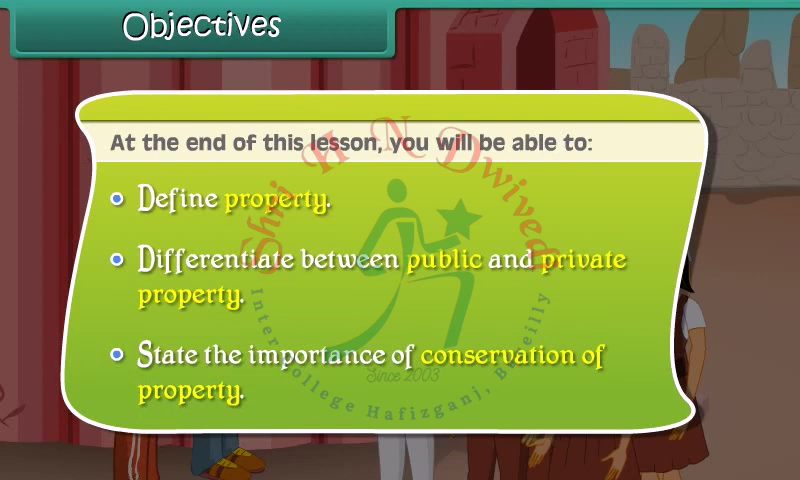 Objectives
At the end of this lesson, you will be able to:
Define property.
Differentiate between public and private
property.
State the importance of conservation of
property.
Shri H N Dwivedi
Inter College Hafizganj, Bareilly
Since 2003